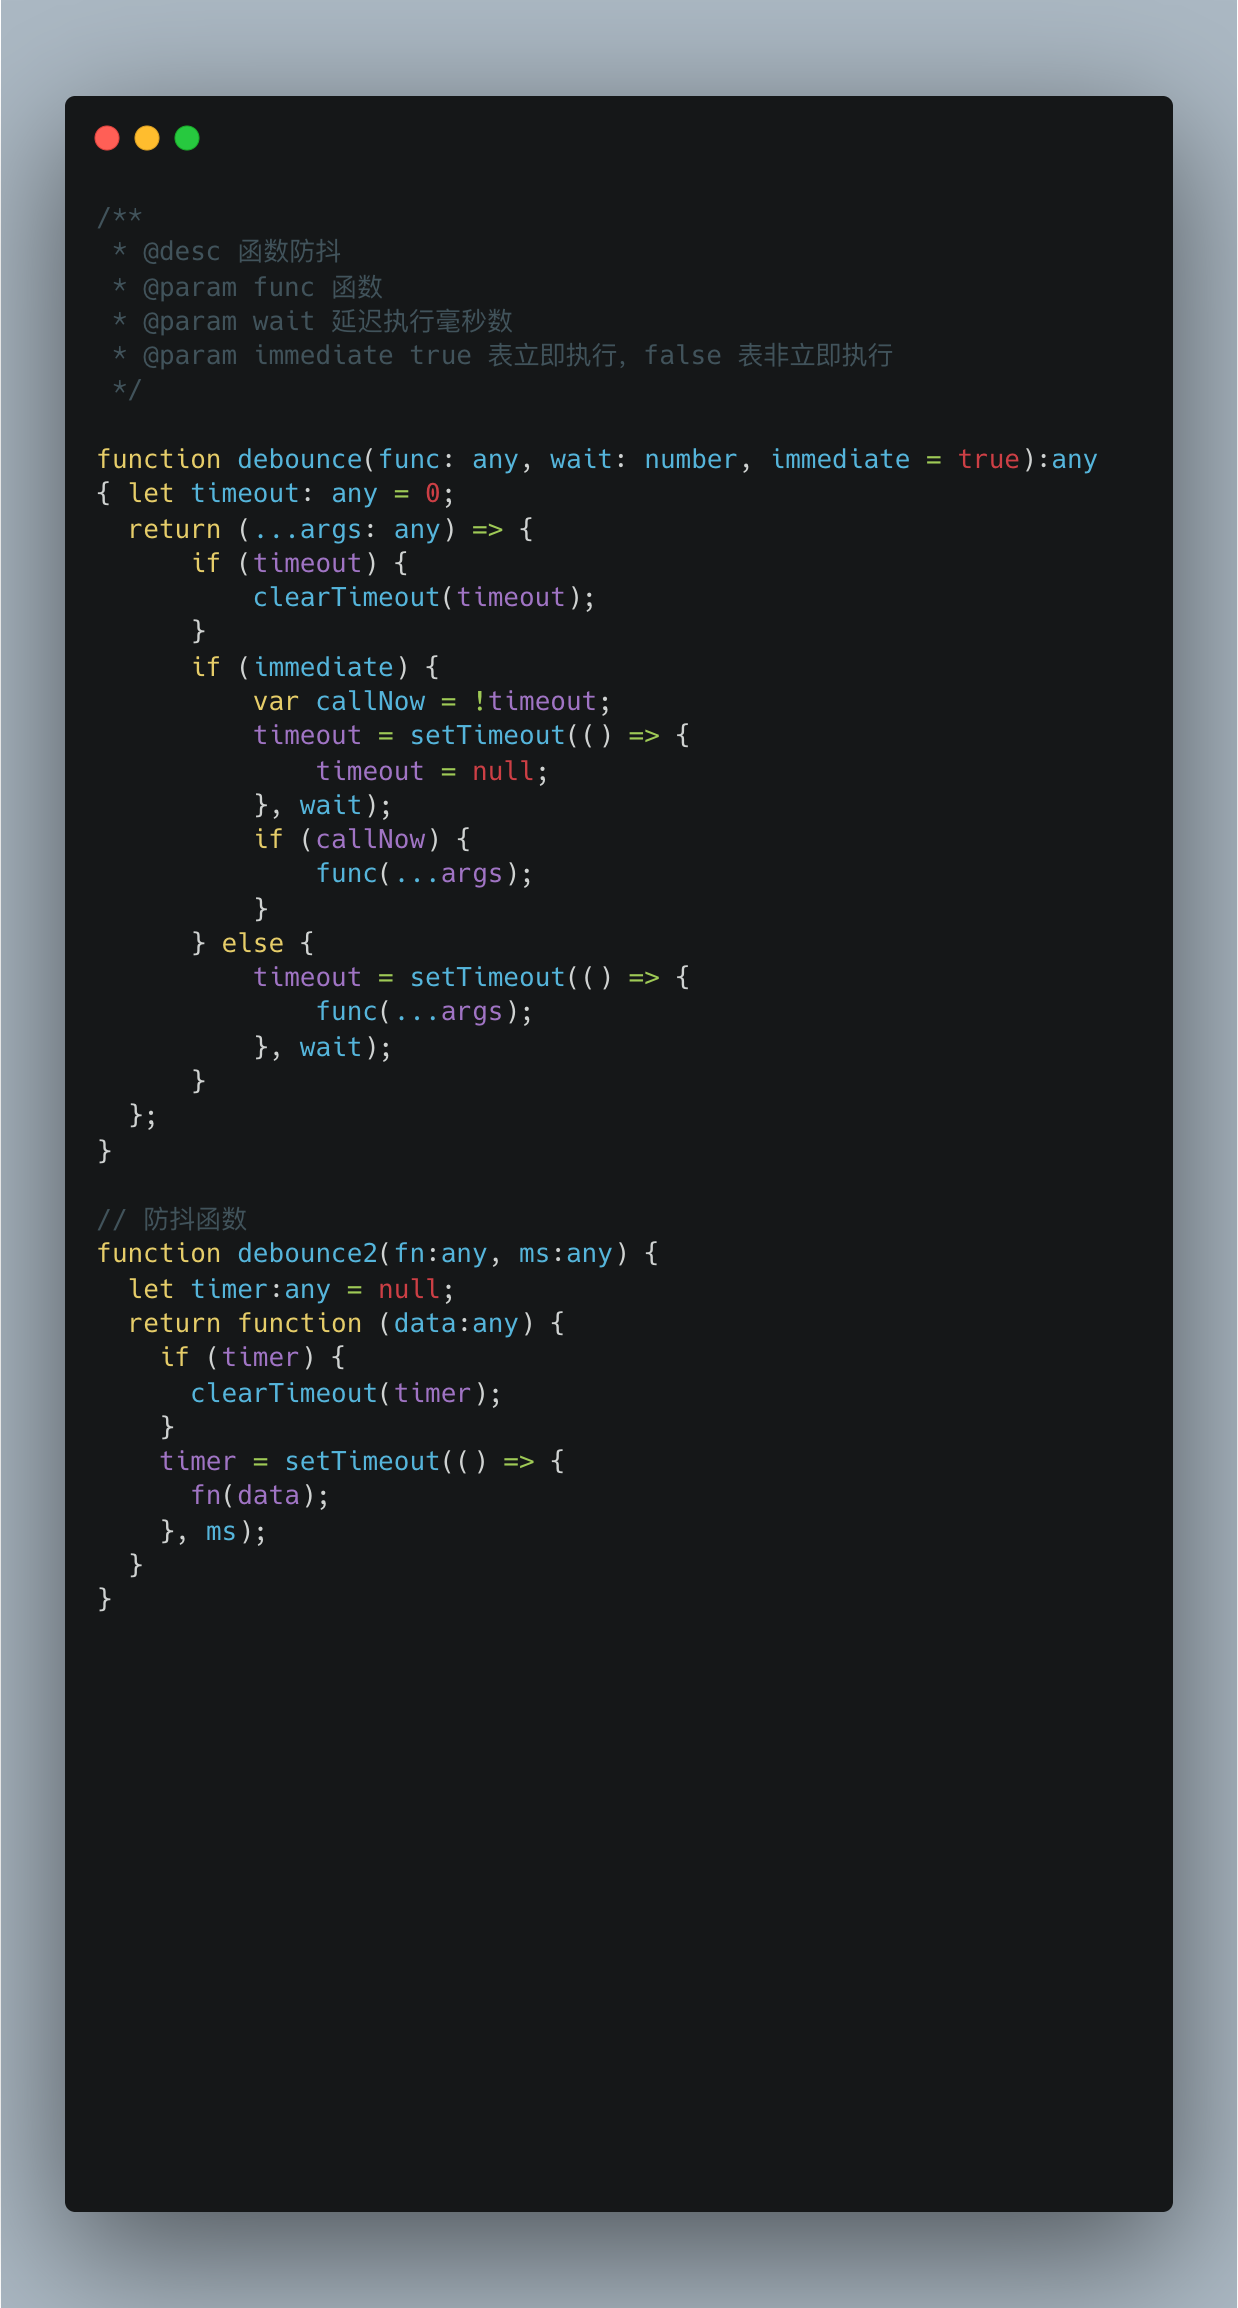 /**
 * @desc 函数防抖
 * @param func 函数
 * @param wait 延迟执行毫秒数
 * @param immediate true 表立即执行，false 表非立即执行
 */

function debounce(func: any, wait: number, immediate = true):any
{ let timeout: any = 0;
  return (...args: any) => {
      if (timeout) {
          clearTimeout(timeout);
      }
      if (immediate) {
          var callNow = !timeout;
          timeout = setTimeout(() => {
              timeout = null;
          }, wait);
          if (callNow) {
              func(...args);
          }
      } else {
          timeout = setTimeout(() => {
              func(...args);
          }, wait);
      }
  };
}

// 防抖函数
function debounce2(fn:any, ms:any) {
  let timer:any = null;
  return function (data:any) {
    if (timer) {
      clearTimeout(timer);
    }
    timer = setTimeout(() => {
      fn(data);
    }, ms);
  }
}